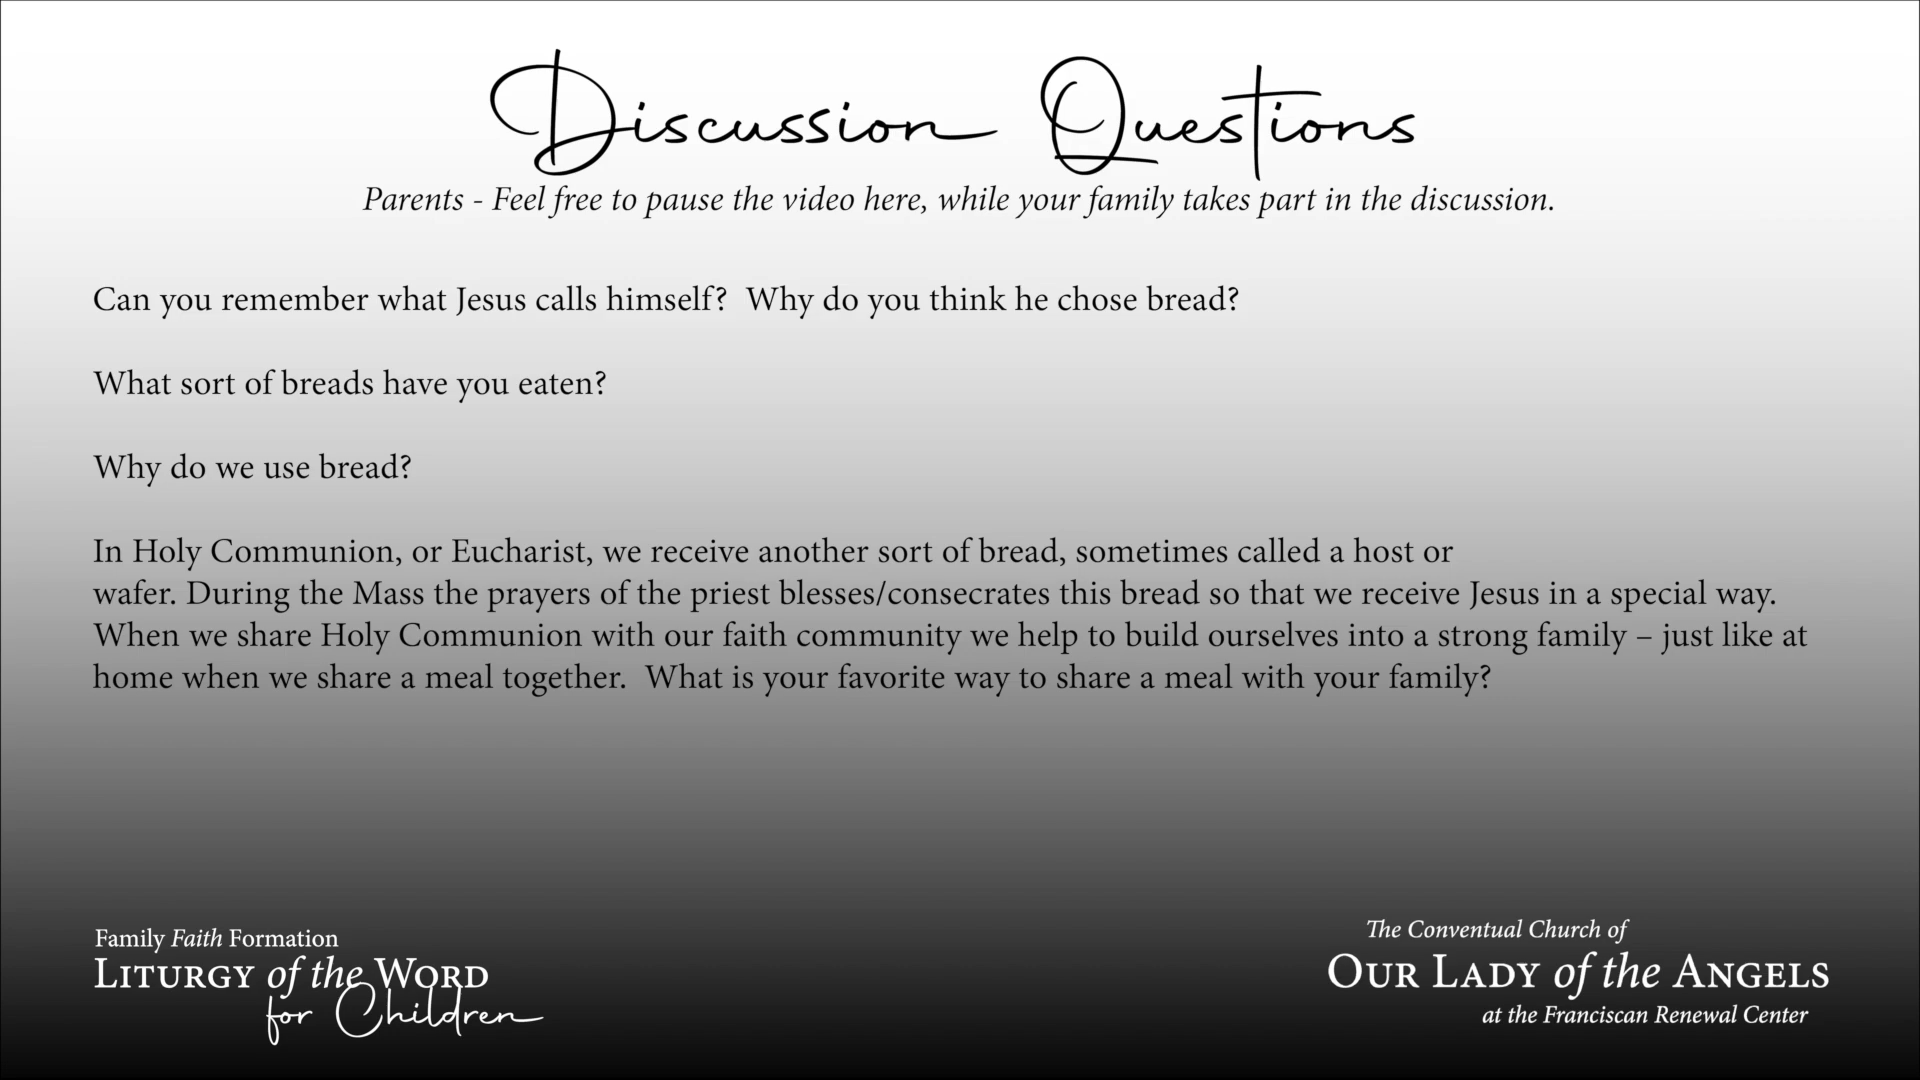 Discussion Questions
Parents - Feel free to pause the video here, while your family takes part in the discussion.
Can you remember what Jesus calls himself?  Why do you think he chose bread?
What sort of breads have you eaten?
Why do we use bread?
In Holy Communion, or Eucharist, we receive another sort of bread, sometimes called a host or
wafer. During the Mass the prayers of the priest blesses/consecrates this bread so that we receive Jesus in a special way.
When we share Holy Communion with our faith community we help to build ourselves into a strong family – just like at
home when we share a meal together.  What is your favorite way to share a meal with your family?
Family Faith Formation
Liturgy of the Word
for Children
The Conventual Church of
Our Lady of the Angels
at the Franciscan Renewal Center